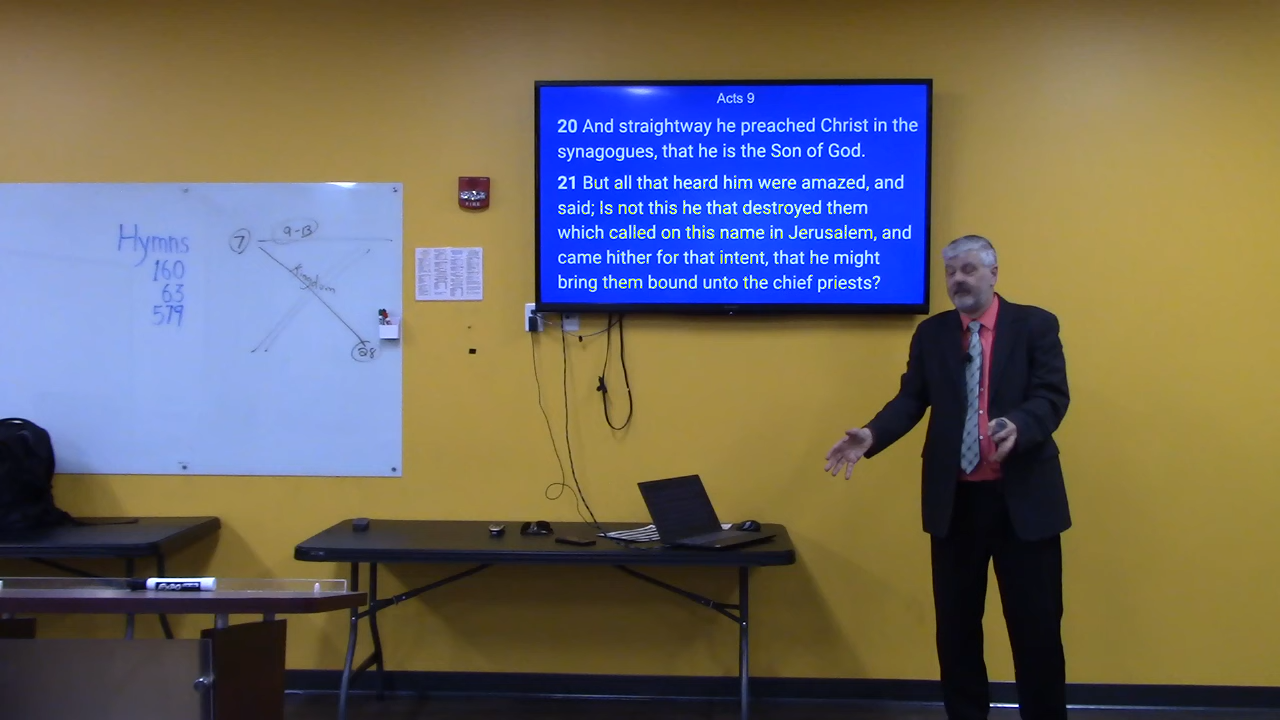 Acts 9
20 And straightway he preached Christ in the
synagogues, that he is the Son of God.
21 But all that heard him were amazed, and
said; Is not this he that destroyed them
which called on this name in Jerusalem, and
came hither for that intent, that he might
bring them bound unto the chief priests?
Hymns
160
63
579
7
9-13
Kingdom
28
FIRE